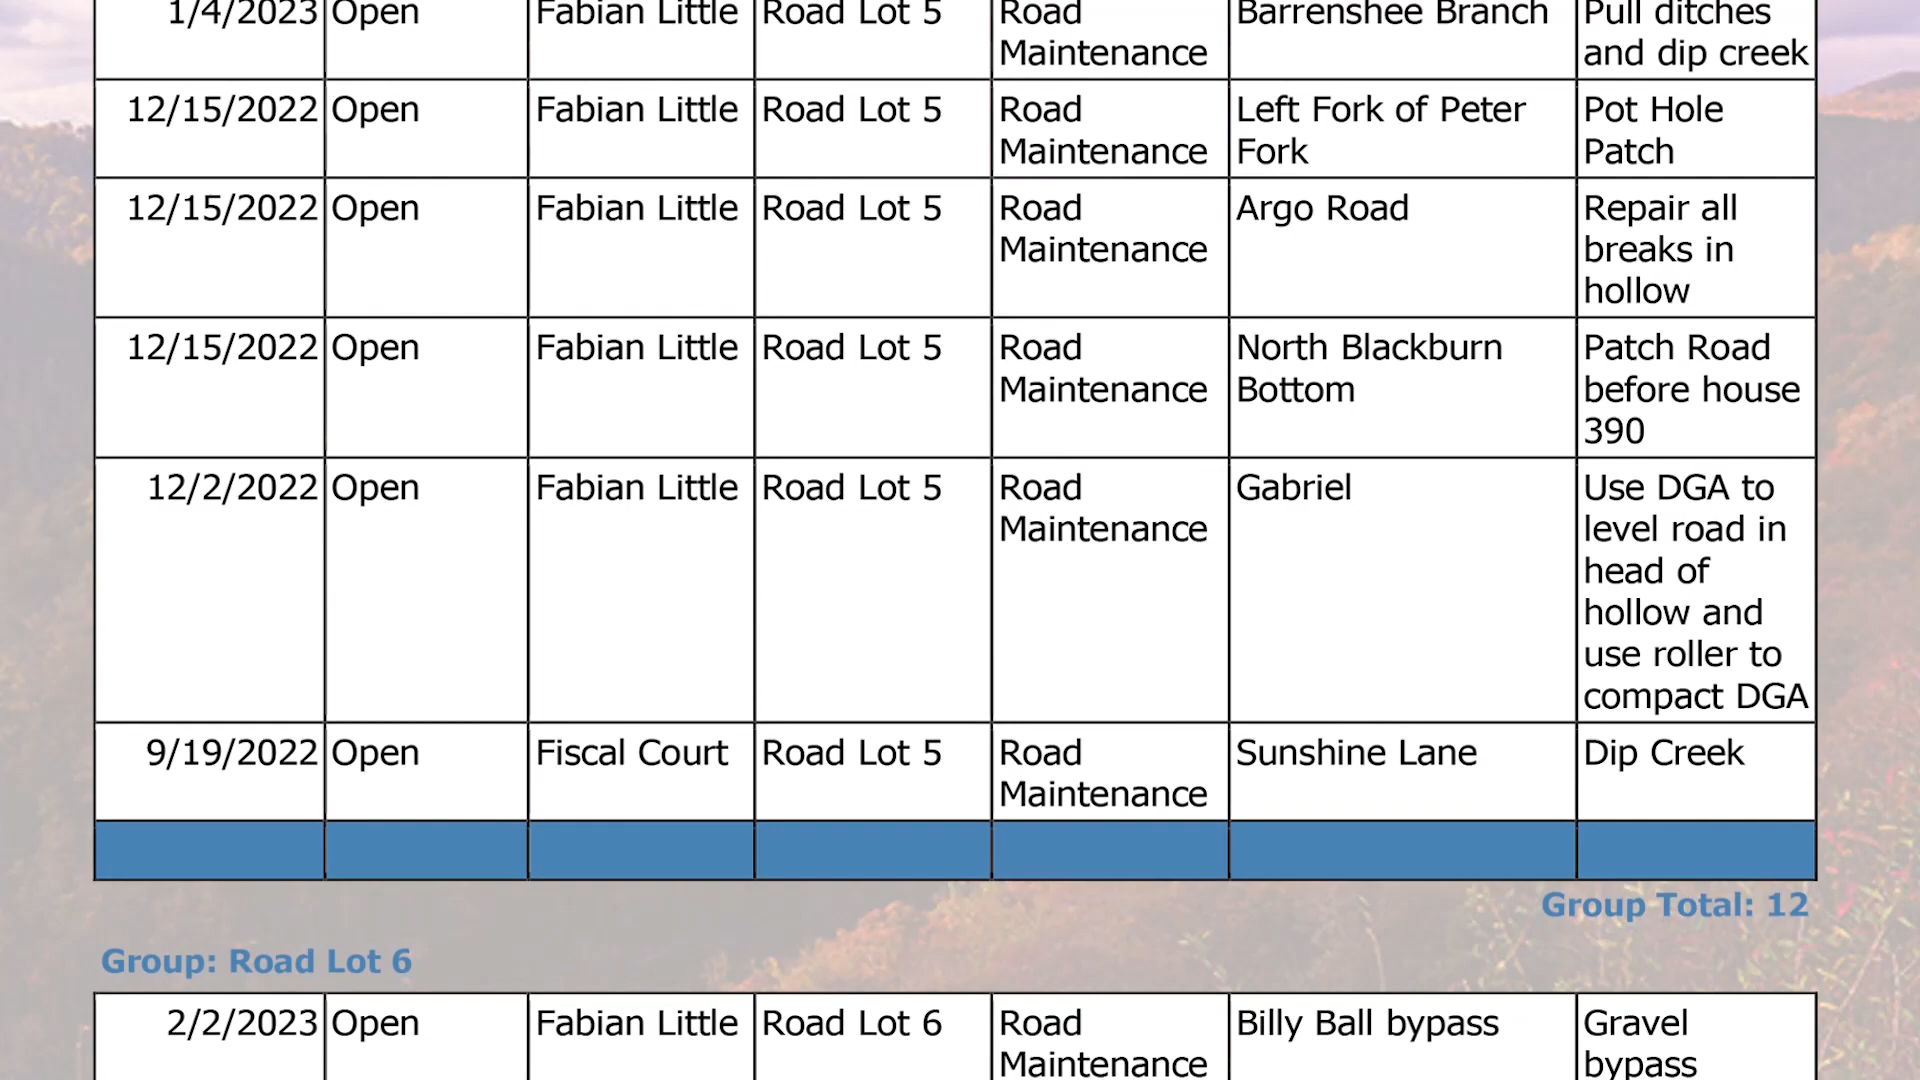 1/4/2023 Open Fabian Little Road Lot 5 Road Barrenshee Branch Pull ditches
Maintenance and dip creek
12/15/2022 Open Fabian Little Road Lot 5 Road Left Fork of Peter Pot Hole
Maintenance Fork Patch
12/15/2022 Open Fabian Little Road Lot 5 Road Argo Road Repair all
Maintenance breaks in
hollow
12/15/2022 Open Fabian Little Road Lot 5 Road North Blackburn Patch Road
Maintenance Bottom before house
390
12/2/2022 Open Fabian Little Road Lot 5 Road Gabriel Use DGA to
Maintenance level road in
head of
hollow and
use roller to
compact DGA
9/19/2022 Open Fiscal Court Road Lot 5 Road Sunshine Lane Dip Creek
Maintenance
Group Total: 12
Group: Road Lot 6
2/2/2023 Open Fabian Little Road Lot 6 Road Billy Ball bypass Gravel
Maintenance bypass